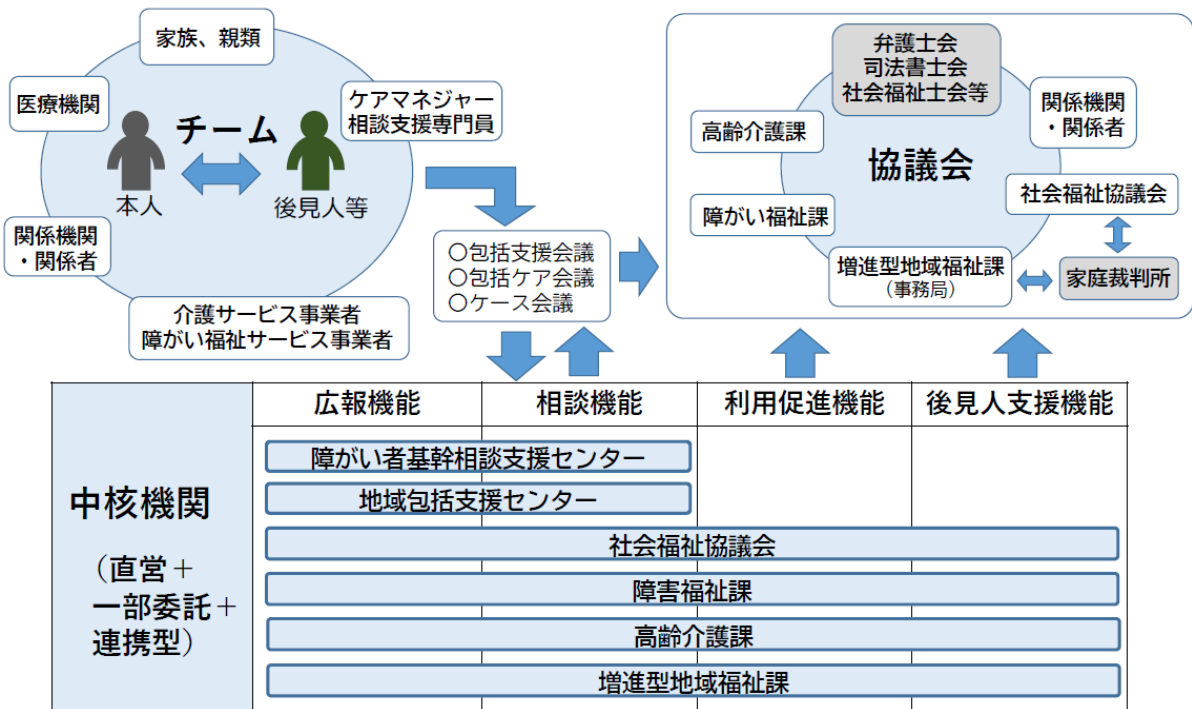 家族、親類
医療機関
チーム
ケアマネジャー
相談支援専門員
本人
後見人等
関係機関
・関係者
介護サービス事業者
障がい福祉サービス事業者
〇包括支援会議
〇包括ケア会議
〇ケース会議
弁護士会
司法書士会
社会福祉士会等
高齢介護課
関係機関
・関係者
協議会
障がい福祉課
社会福祉協議会
増進型地域福祉課
（事務局）
家庭裁判所
中核機関
（直営＋
一部委託＋
連携型）
広報機能
相談機能
利用促進機能
後見人支援機能
障がい者基幹相談支援センター
地域包括支援センター
社会福祉協議会
障害福祉課
高齢介護課
増進型地域福祉課